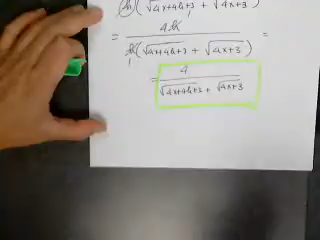 h(√4x+4h+3 + √4x+3)
= 4h / h(√4x+4h+3 + √4x+3) =
= 4 / √4x+4h+3 + √4x+3